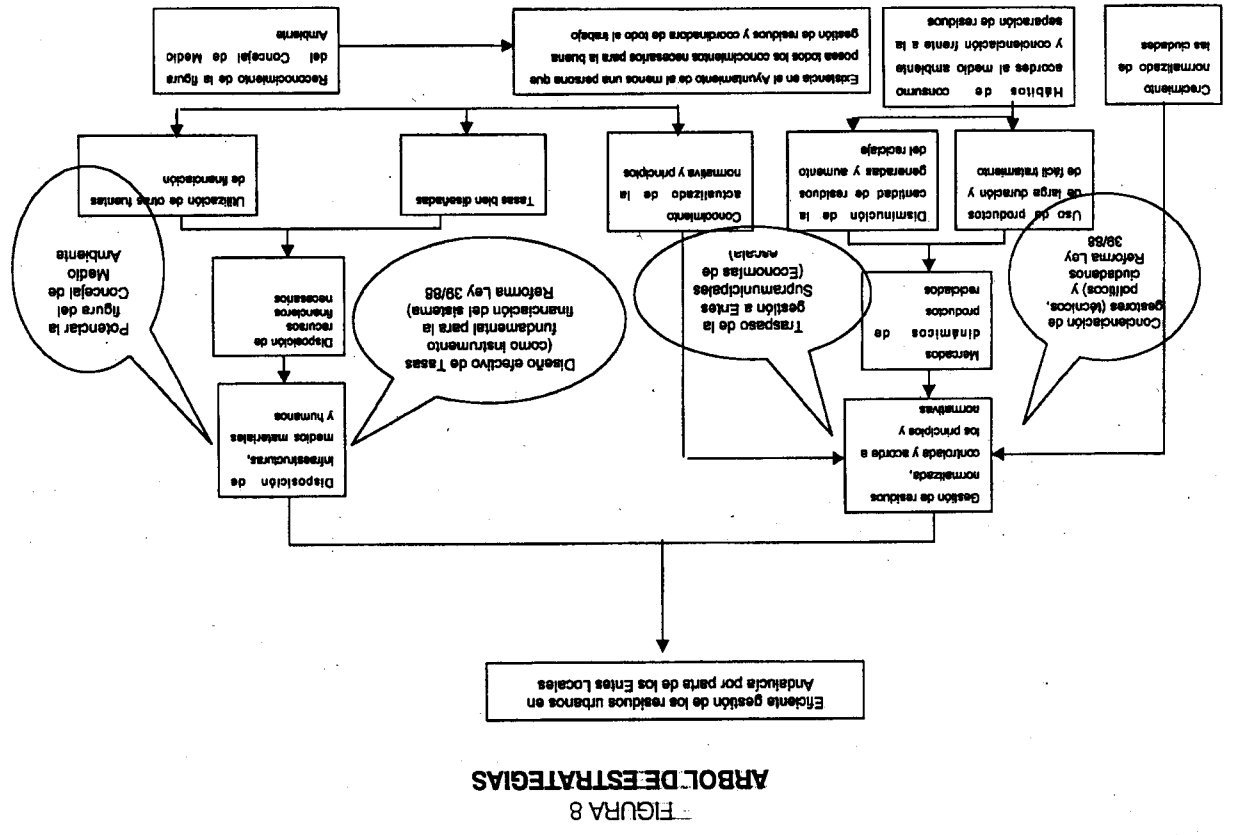 FIGURA 8
ARBOL DE ESTRATEGIAS
Eficiente gestión de los residuos urbanos en
Andalucía por parte de los Entes Locales
Gestión de residuos
normalizada,
controlada y acorde a
los principios y
normativas
Disposición de
infraestructuras,
medios materiales
y humanos
Concienciación de
gestores (técnicos,
políticos) y
ciudadanos
Reforma Ley
39/88
Mercados
dinámicos de
productos
reciclados
Traspaso de la
gestión a Entes
Supramunicipales
(Economías de
escala)
Diseño efectivo de Tasas
(como instrumento
fundamental para la
financiación del sistema)
Reforma Ley 39/88
Disposición de
recursos
financieros
necesarios
Potenciar la
figura del
Concejal de
Medio
Ambiente
Uso de productos
de larga duración y
de fácil tratamiento
Disminución de la
cantidad de residuos
generadas y aumento
del reciclaje
Conocimiento
actualizado de la
normativa y principios
Tasas bien diseñadas
Utilización de otras fuentes
de financiación
Crecimiento
normalizado de
las ciudades
Hábitos de consumo
acordes al medio ambiente
y concienciación frente a la
separación de residuos
Existencia en el Ayuntamiento de al menos una persona que
posea todos los conocimientos necesarios para la buena
gestión de residuos y coordinadora de todo el trabajo
Reconocimiento de la figura
del Concejal de Medio
Ambiente